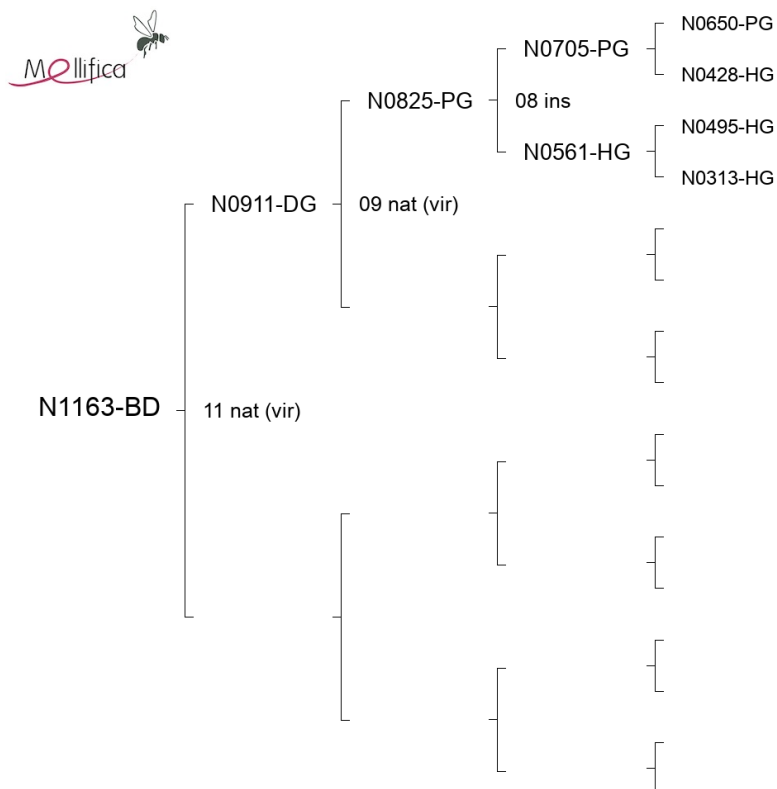 Mellifica
N1163-BD
11 nat (vir)
N0911-DG
09 nat (vir)
N0825-PG
08 ins
N0705-PG
N0561-HG
N0650-PG
N0428-HG
N0495-HG
N0313-HG